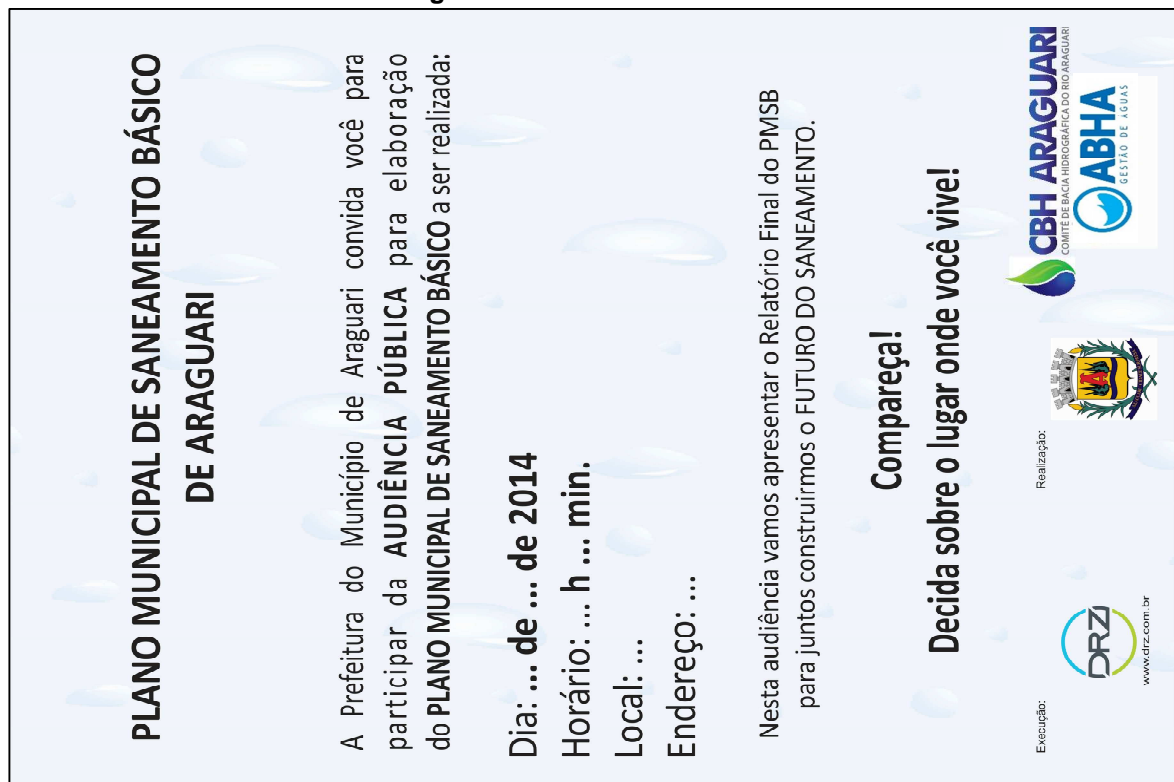 PLANO MUNICIPAL DE SANEAMENTO BÁSICO
DE ARAGUARI
A Prefeitura do Município de Araguari convida você para
participar da AUDIÊNCIA PÚBLICA para elaboração
do PLANO MUNICIPAL DE SANEAMENTO BÁSICO a ser realizada:
Dia: ... de ... de 2014
Horário: ... h ... min.
Local: ...
Endereço: ...
Nesta audiência vamos apresentar o Relatório Final do PMSB
para juntos construirmos o FUTURO DO SANEAMENTO.
Compareça!
Decida sobre o lugar onde você vive!
Execução:
DRZ
www.drz.com.br
Realização:
CBH ARAGUARI
COMITÊ DE BACIA HIDROGRÁFICA DO RIO ARAGUARI
ABHA
GESTÃO DE ÁGUAS